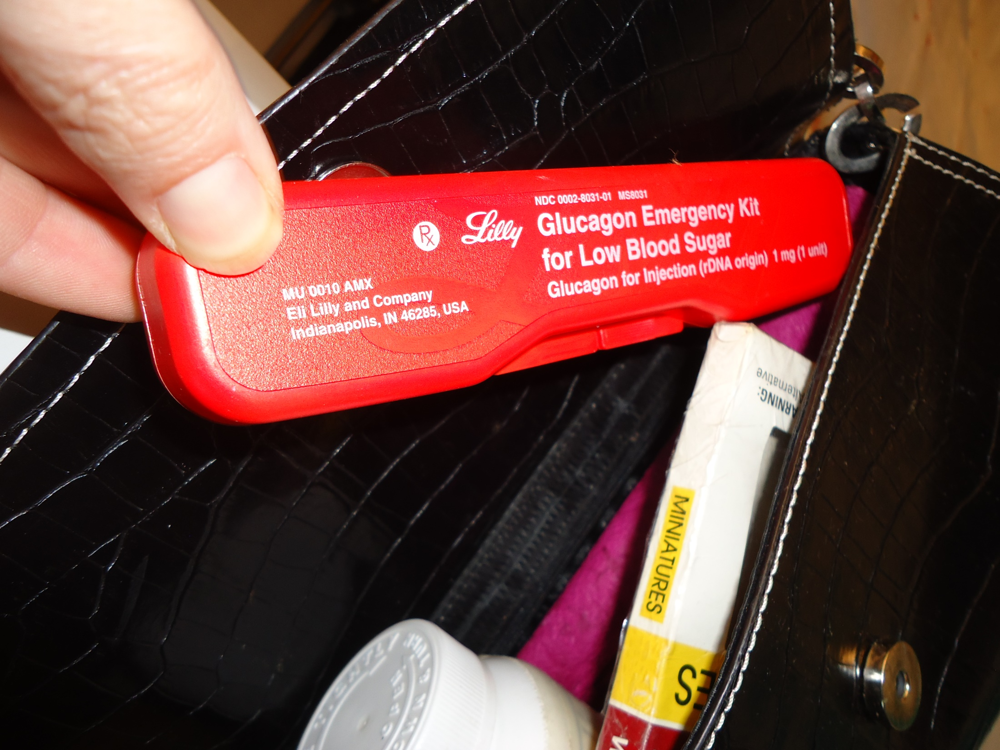 NDC 0002-8031-01 MS8031
Rx
Lilly
Glucagon Emergency Kit
for Low Blood Sugar
Glucagon for Injection (rDNA origin) 1 mg (1 unit)
MU 0010 AMX
Eli Lilly and Company
Indianapolis, IN 46285, USA
MINIATURES